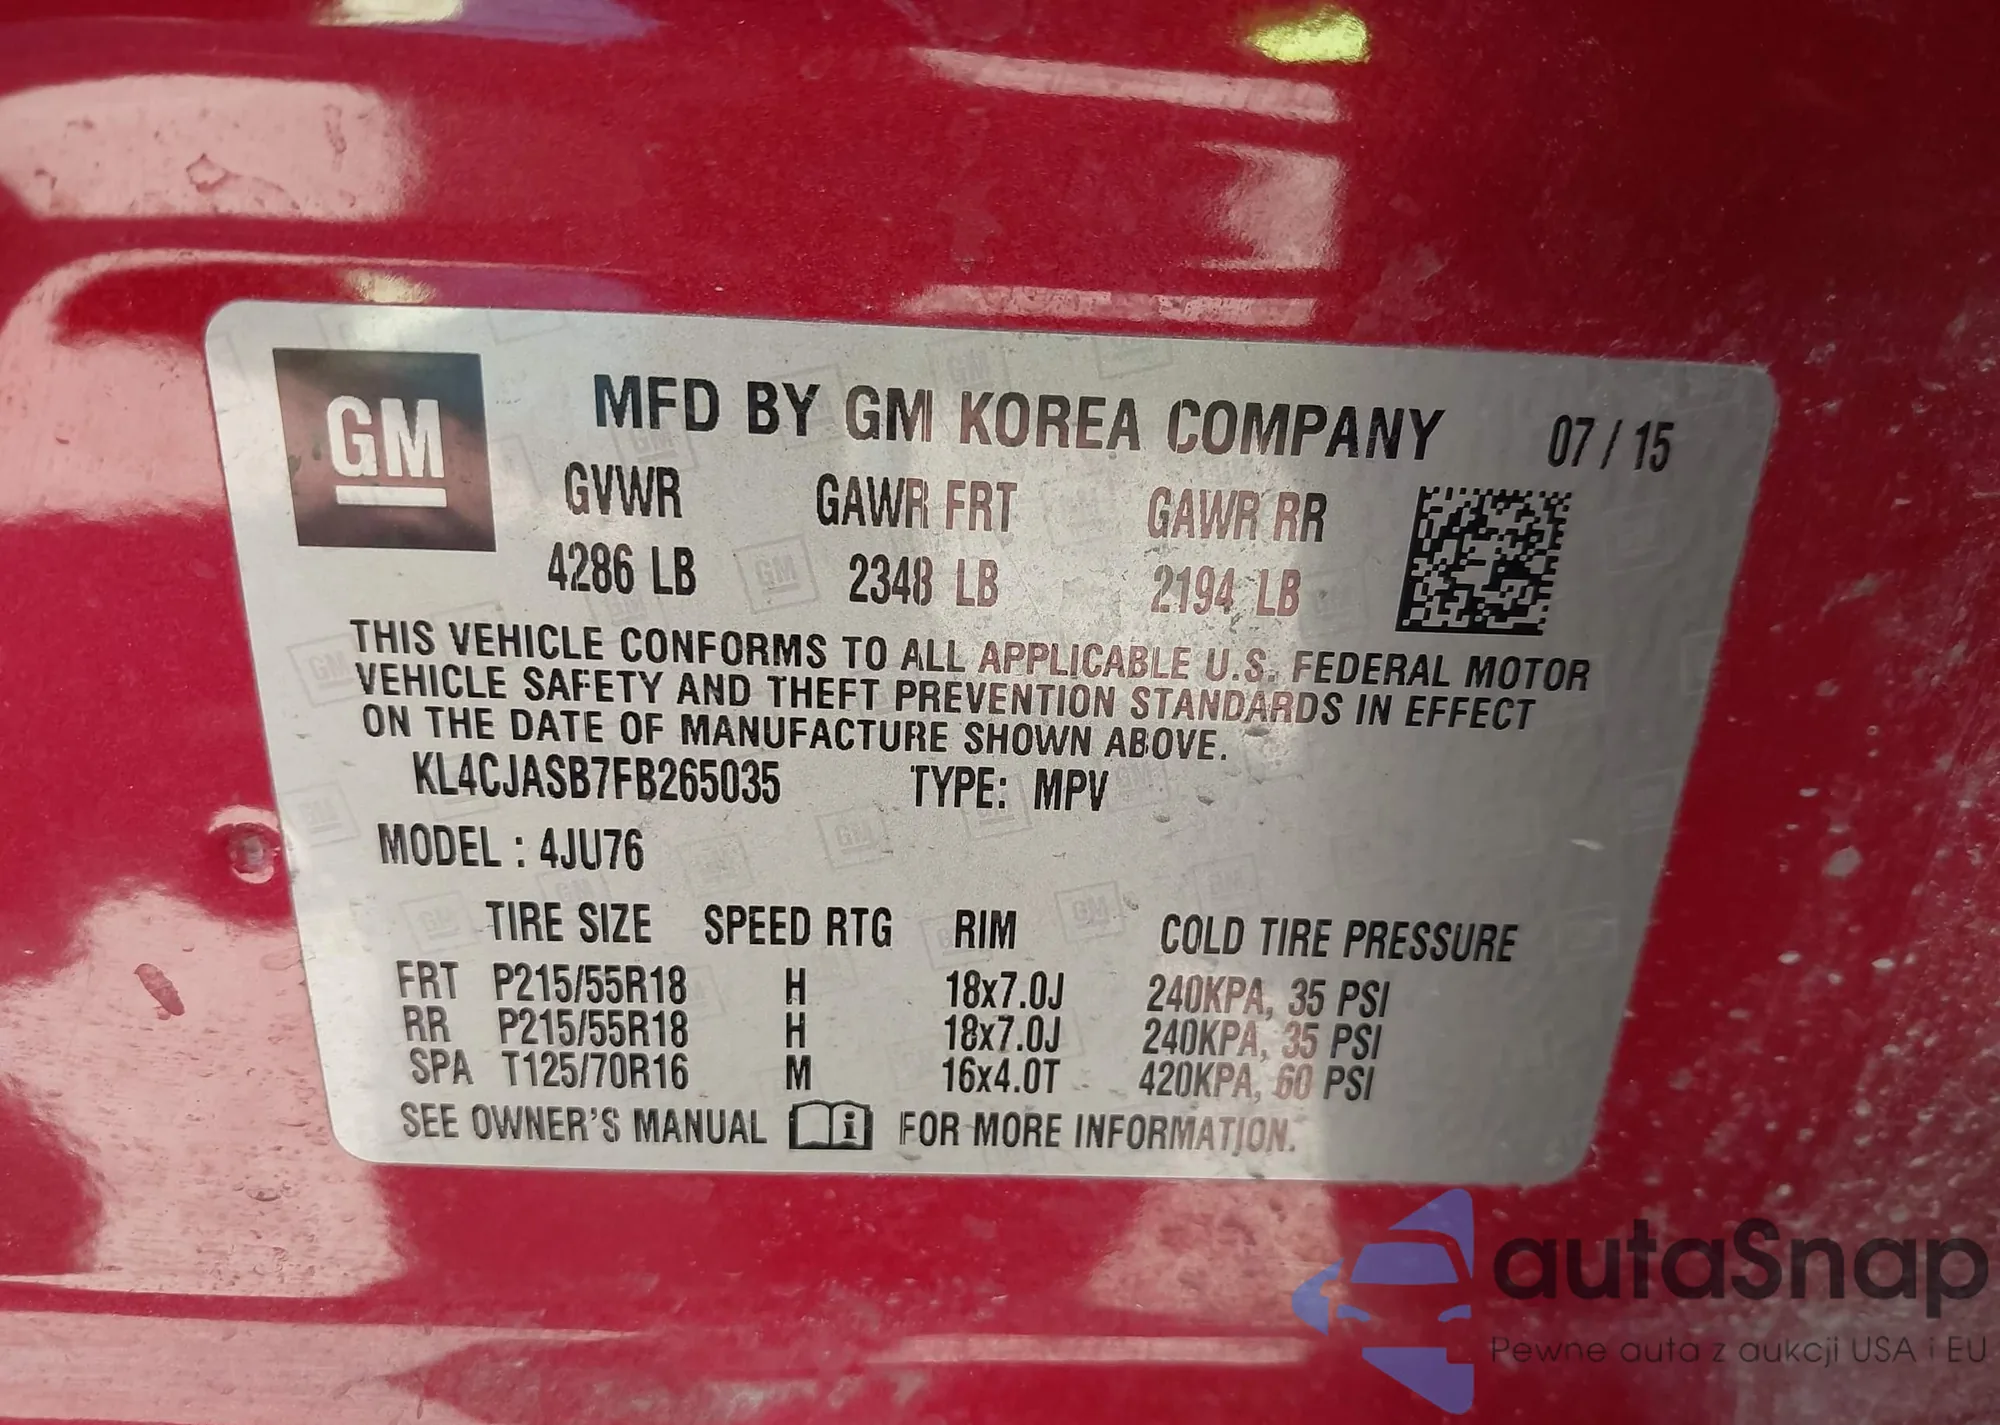 GM
MFD BY GM KOREA COMPANY 07 / 15
GVWR GAWR FRT GAWR RR
4286 LB 2348 LB 2194 LB
THIS VEHICLE CONFORMS TO ALL APPLICABLE U.S. FEDERAL MOTOR
VEHICLE SAFETY AND THEFT PREVENTION STANDARDS IN EFFECT
ON THE DATE OF MANUFACTURE SHOWN ABOVE.
KL4CJASB7FB265035 TYPE: MPV
MODEL : 4JU76
TIRE SIZE SPEED RTG RIM COLD TIRE PRESSURE
FRT P215/55R18 H 18x7.0J 240KPA, 35 PSI
RR P215/55R18 H 18x7.0J 240KPA, 35 PSI
SPA T125/70R16 M 16x4.0T 420KPA, 60 PSI
SEE OWNER'S MANUAL i FOR MORE INFORMATION.
autaSnap
Pewne auta z aukcji USA i EU